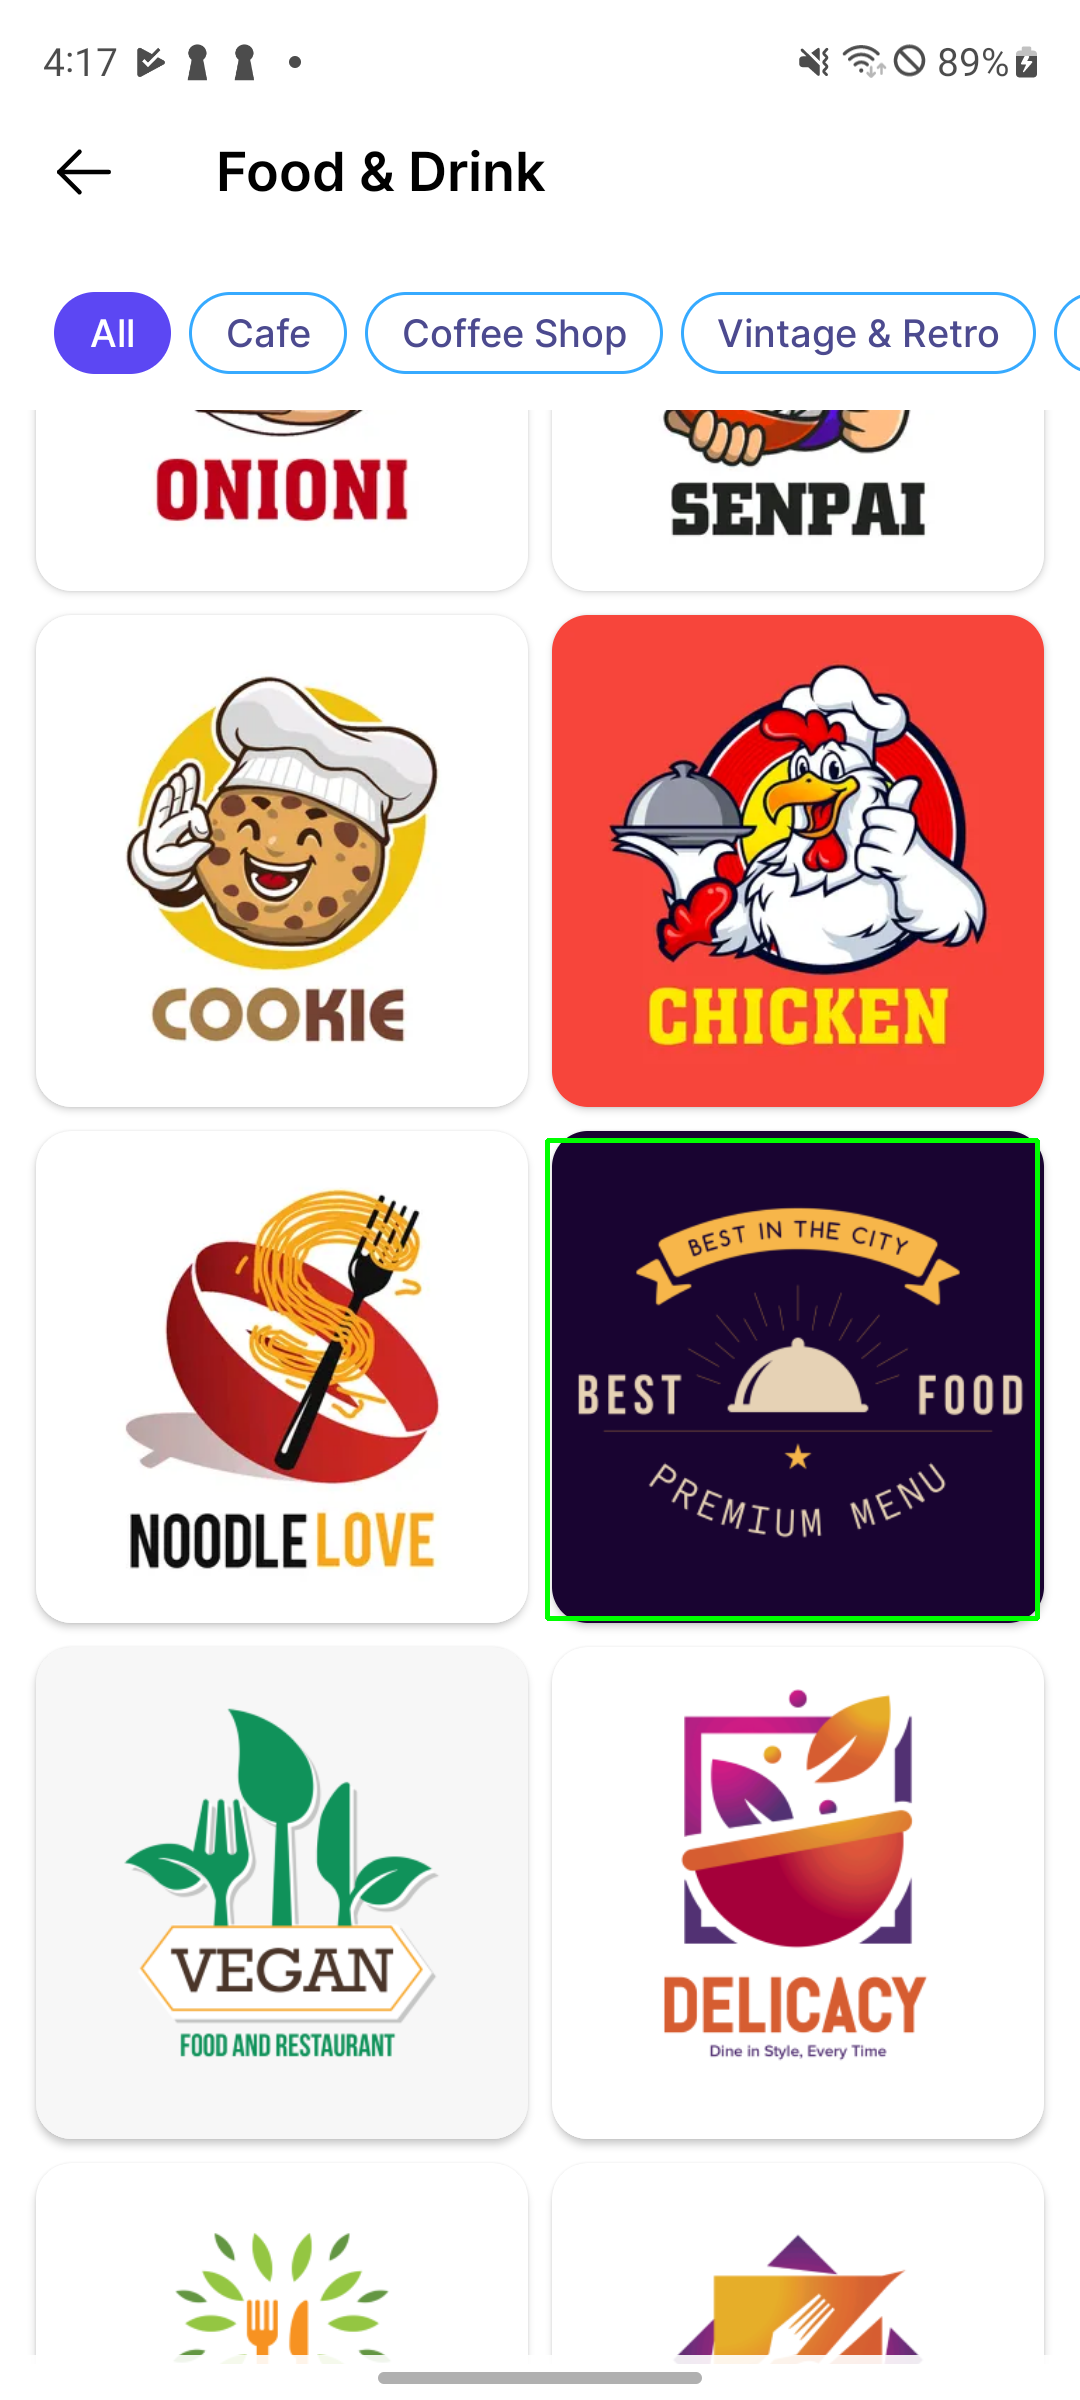 4:17
89%
Food & Drink
All
Cafe
Coffee Shop
Vintage & Retro
ONIONI
SENPAI
COOKIE
CHICKEN
NOODLE LOVE
BEST IN THE CITY
BEST FOOD
PREMIUM MENU
VEGAN
FOOD AND RESTAURANT
DELICACY
Dine in Style, Every Time